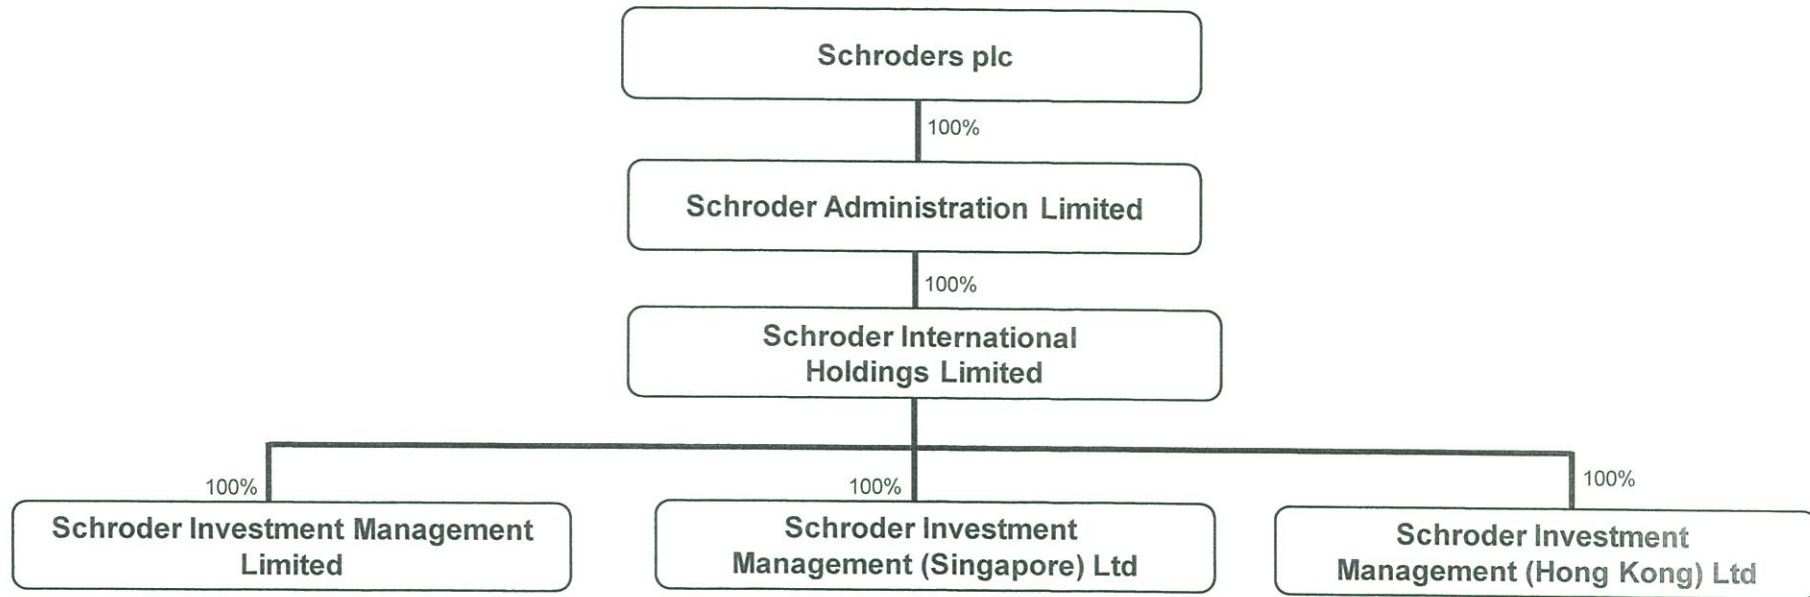 Schroders plc
100%
Schroder Administration Limited
100%
Schroder International
Holdings Limited
100%
100%
100%
Schroder Investment Management
Limited
Schroder Investment
Management (Singapore) Ltd
Schroder Investment
Management (Hong Kong) Ltd